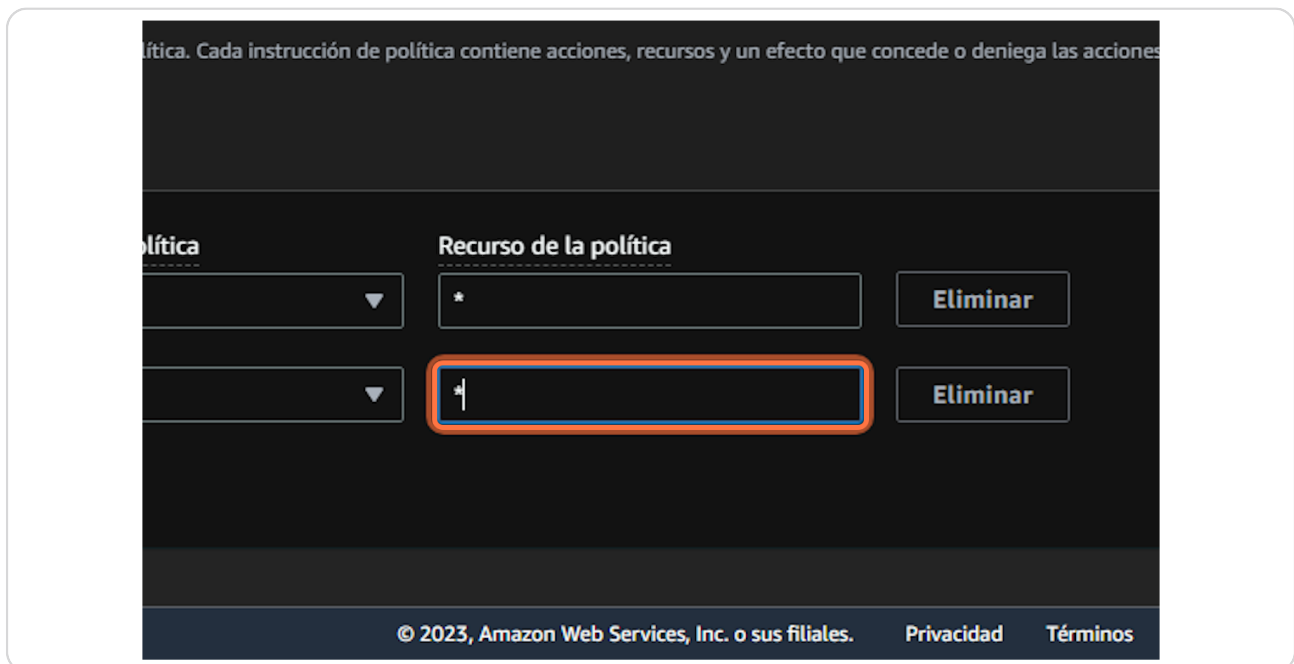 lítica. Cada instrucción de política contiene acciones, recursos y un efecto que concede o deniega las acciones
olítica Recurso de la política
* Eliminar
* Eliminar
© 2023, Amazon Web Services, Inc. o sus filiales. Privacidad Términos